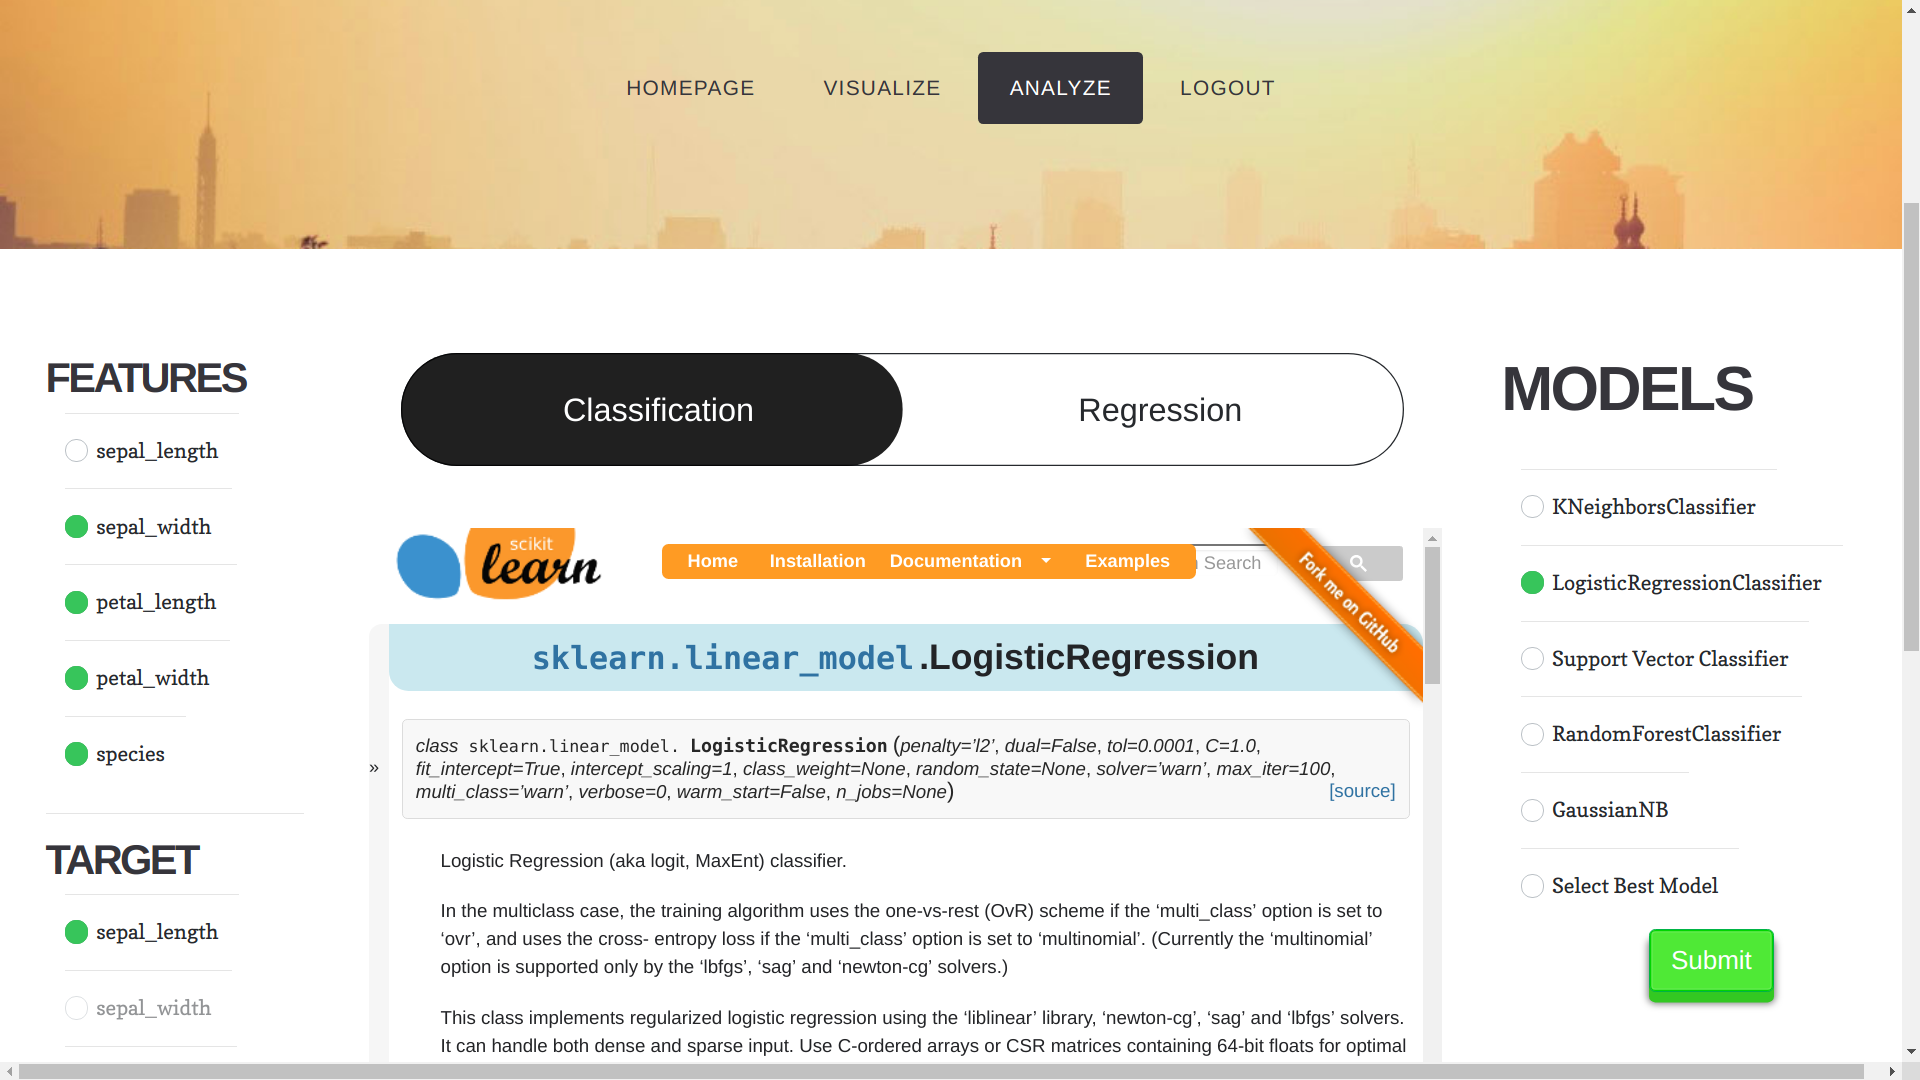 HOMEPAGE VISUALIZE ANALYZE LOGOUT
FEATURES
sepal_length
sepal_width
petal_length
petal_width
species
TARGET
sepal_length
sepal_width
Classification Regression
scikit
learn
Home Installation Documentation Examples
Search
Fork me on GitHub
sklearn.linear_model.LogisticRegression
»
class sklearn.linear_model. LogisticRegression (penalty=’l2’, dual=False, tol=0.0001, C=1.0,
fit_intercept=True, intercept_scaling=1, class_weight=None, random_state=None, solver=’warn’, max_iter=100,
multi_class=’warn’, verbose=0, warm_start=False, n_jobs=None) [source]
Logistic Regression (aka logit, MaxEnt) classifier.
In the multiclass case, the training algorithm uses the one-vs-rest (OvR) scheme if the ‘multi_class’ option is set to
‘ovr’, and uses the cross- entropy loss if the ‘multi_class’ option is set to ‘multinomial’. (Currently the ‘multinomial’
option is supported only by the ‘lbfgs’, ‘sag’ and ‘newton-cg’ solvers.)
This class implements regularized logistic regression using the ‘liblinear’ library, ‘newton-cg’, ‘sag’ and ‘lbfgs’ solvers.
It can handle both dense and sparse input. Use C-ordered arrays or CSR matrices containing 64-bit floats for optimal
MODELS
KNeighborsClassifier
LogisticRegressionClassifier
Support Vector Classifier
RandomForestClassifier
GaussianNB
Select Best Model
Submit